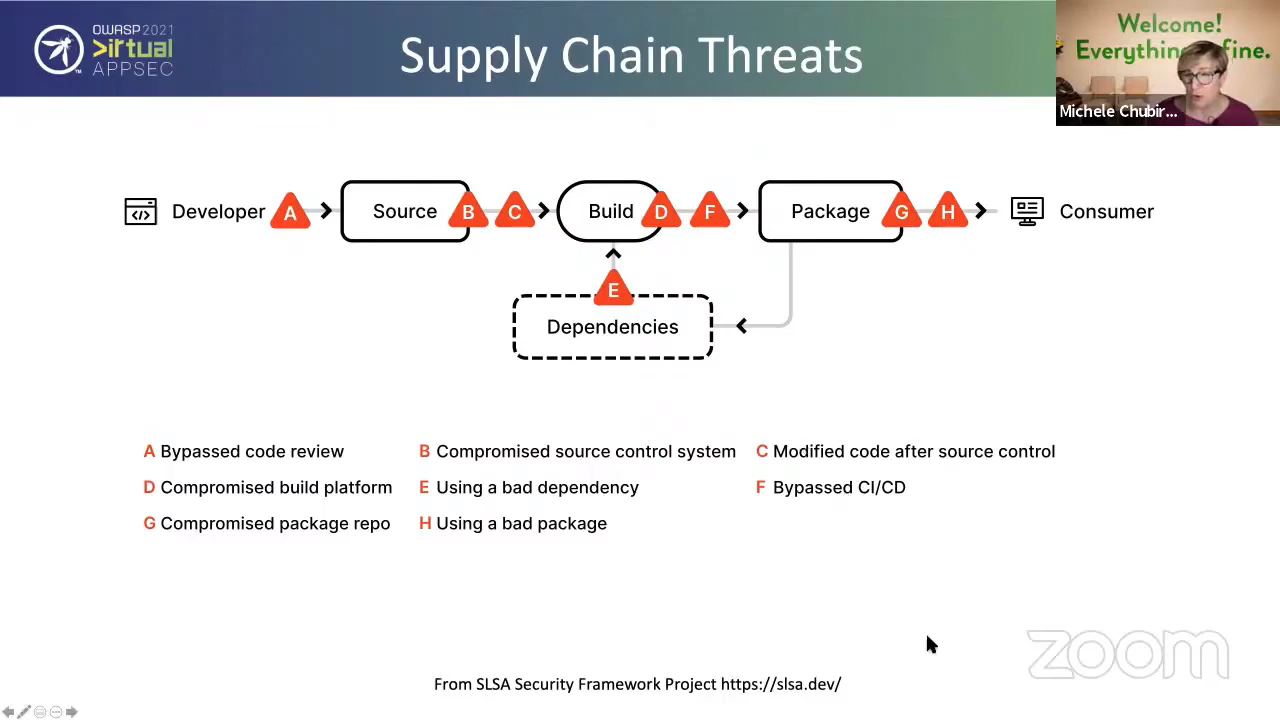 OWASP 2021
>irtual
APPSEC
Supply Chain Threats
Welcome!
Everything fine.
Michele Chubir...
Developer A Source B C Build D F Package G H Consumer
E
Dependencies
A Bypassed code review B Compromised source control system C Modified code after source control
D Compromised build platform E Using a bad dependency F Bypassed CI/CD
G Compromised package repo H Using a bad package
zoom
From SLSA Security Framework Project https://slsa.dev/